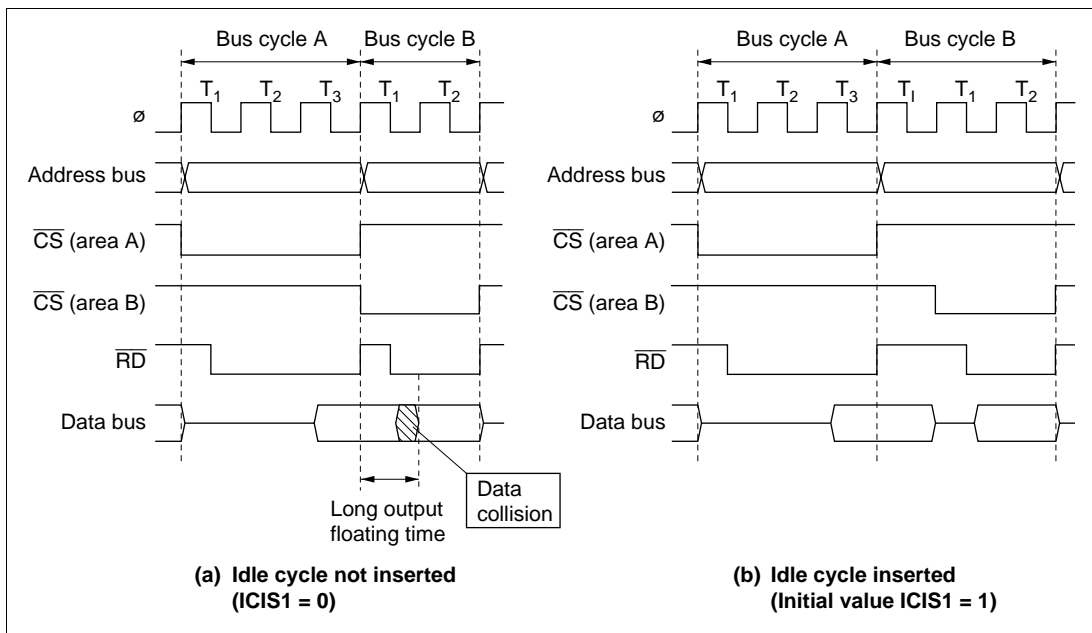 Bus cycle A
Bus cycle B
T1 T2 T3 T1 T2
ø
Address bus
CS (area A)
CS (area B)
RD
Data bus
Long output
floating time
Data
collision
(a) Idle cycle not inserted
(ICIS1 = 0)
Bus cycle A
Bus cycle B
T1 T2 T3 TI T1 T2
ø
Address bus
CS (area A)
CS (area B)
RD
Data bus
(b) Idle cycle inserted
(Initial value ICIS1 = 1)